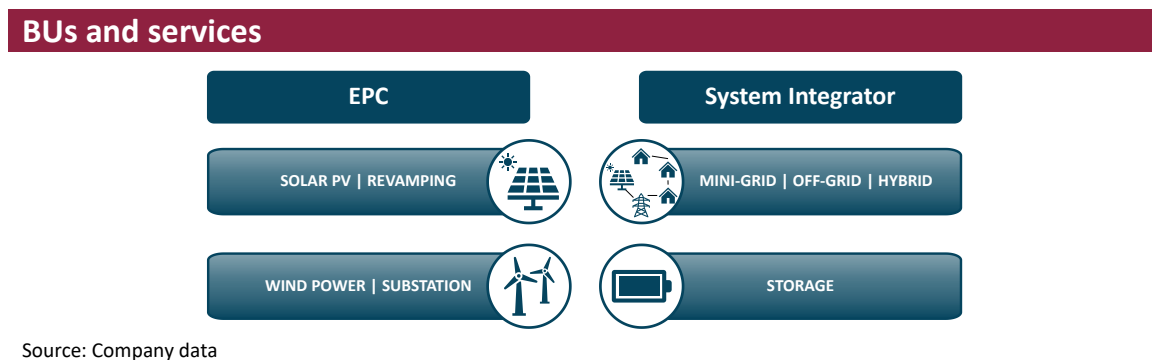 BUs and services
EPC
System Integrator
SOLAR PV | REVAMPING
MINI-GRID | OFF-GRID | HYBRID
WIND POWER | SUBSTATION
STORAGE
Source: Company data